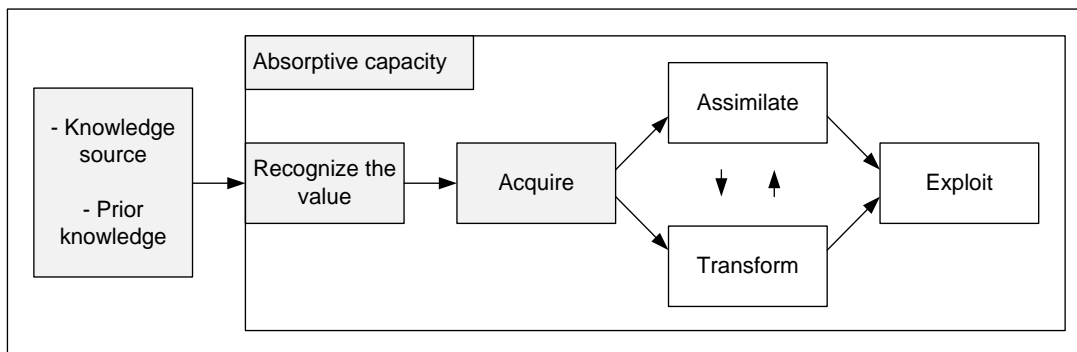 Absorptive capacity
- Knowledge
source
- Prior
knowledge
Recognize the
value
Acquire
Assimilate
Transform
Exploit